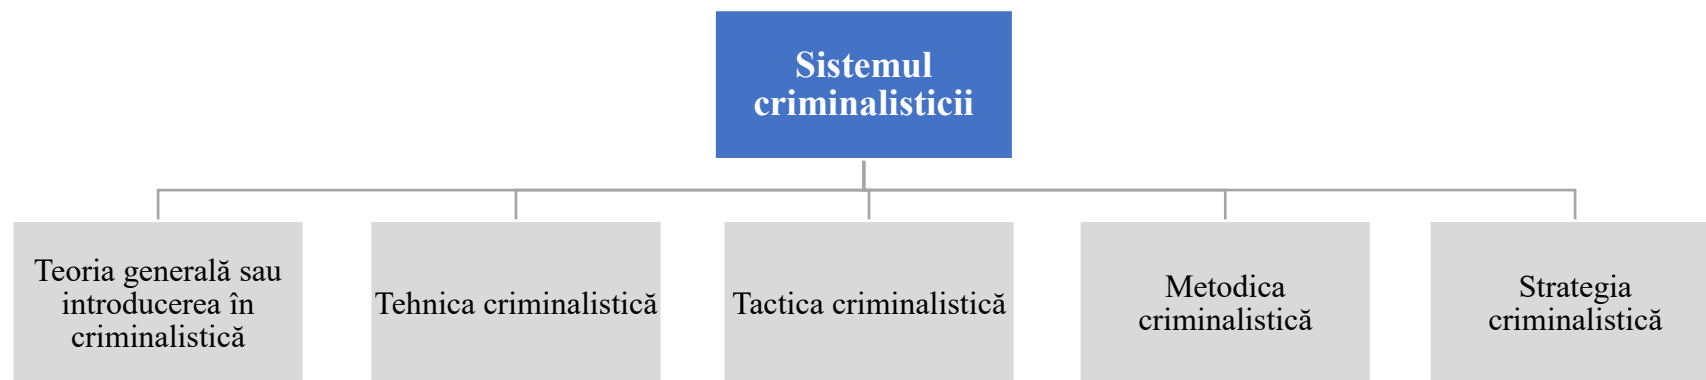 Sistemul
criminalisticii
Teoria generală sau
introducerea în
criminalistică
Tehnica criminalistică
Tactica criminalistică
Metodica
criminalistică
Strategia
criminalistică